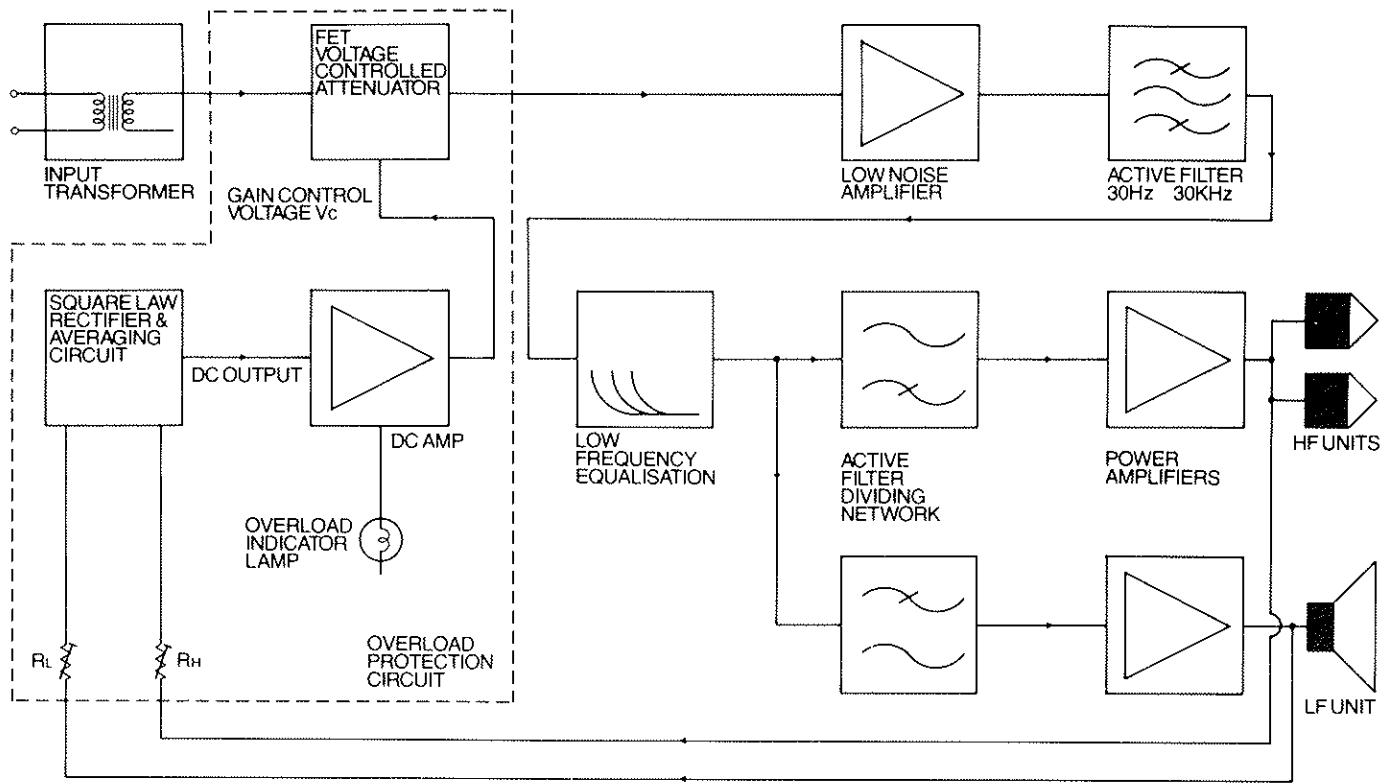 FET
VOLTAGE
CONTROLLED
ATTENUATOR
INPUT
TRANSFORMER
GAIN CONTROL
VOLTAGE Vc
LOW NOISE
AMPLIFIER
ACTIVE FILTER
30Hz 30KHz
SQUARE LAW
RECTIFIER &
AVERAGING
CIRCUIT
DC OUTPUT
DC AMP
LOW
FREQUENCY
EQUALISATION
ACTIVE
FILTER
DIVIDING
NETWORK
POWER
AMPLIFIERS
HF UNITS
OVERLOAD
INDICATOR
LAMP
OVERLOAD
PROTECTION
CIRCUIT
RL
RH
LF UNIT